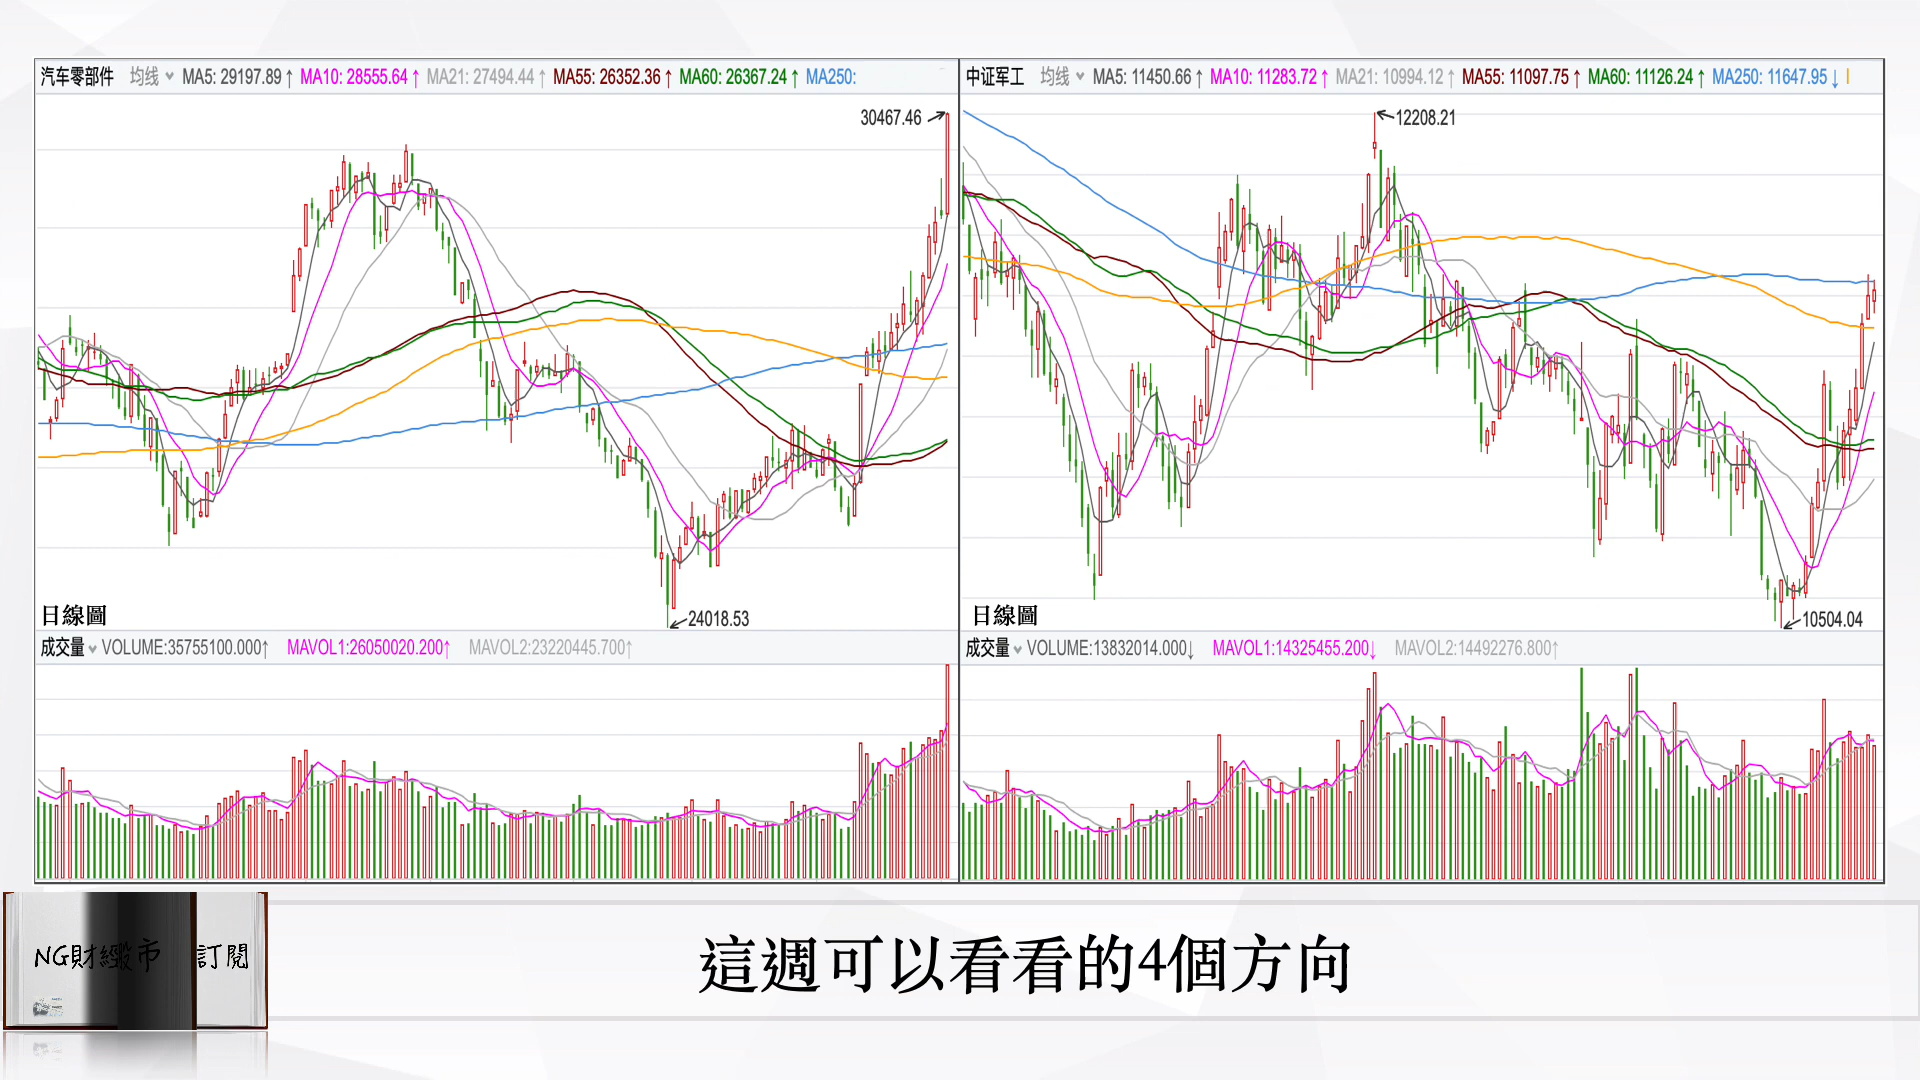 汽车零部件 均线 MA5: 29197.89↑ MA10: 28555.64↑ MA21: 27494.44↑ MA55: 26352.36↑ MA60: 26367.24↑ MA250:
30467.46
24018.53
日線圖
成交量 VOLUME:35755100.000↑ MAVOL1:26050020.200↑ MAVOL2:23220445.700↑
中证军工 均线 MA5: 11450.66↑ MA10: 11283.72↑ MA21: 10994.12↑ MA55: 11097.75↑ MA60: 11126.24↑ MA250: 11647.95↓
12208.21
10504.04
日線圖
成交量 VOLUME:13832014.000↓ MAVOL1:14325455.200↓ MAVOL2:14492276.800↑
NG財經股市 訂閱
這週可以看看的4個方向